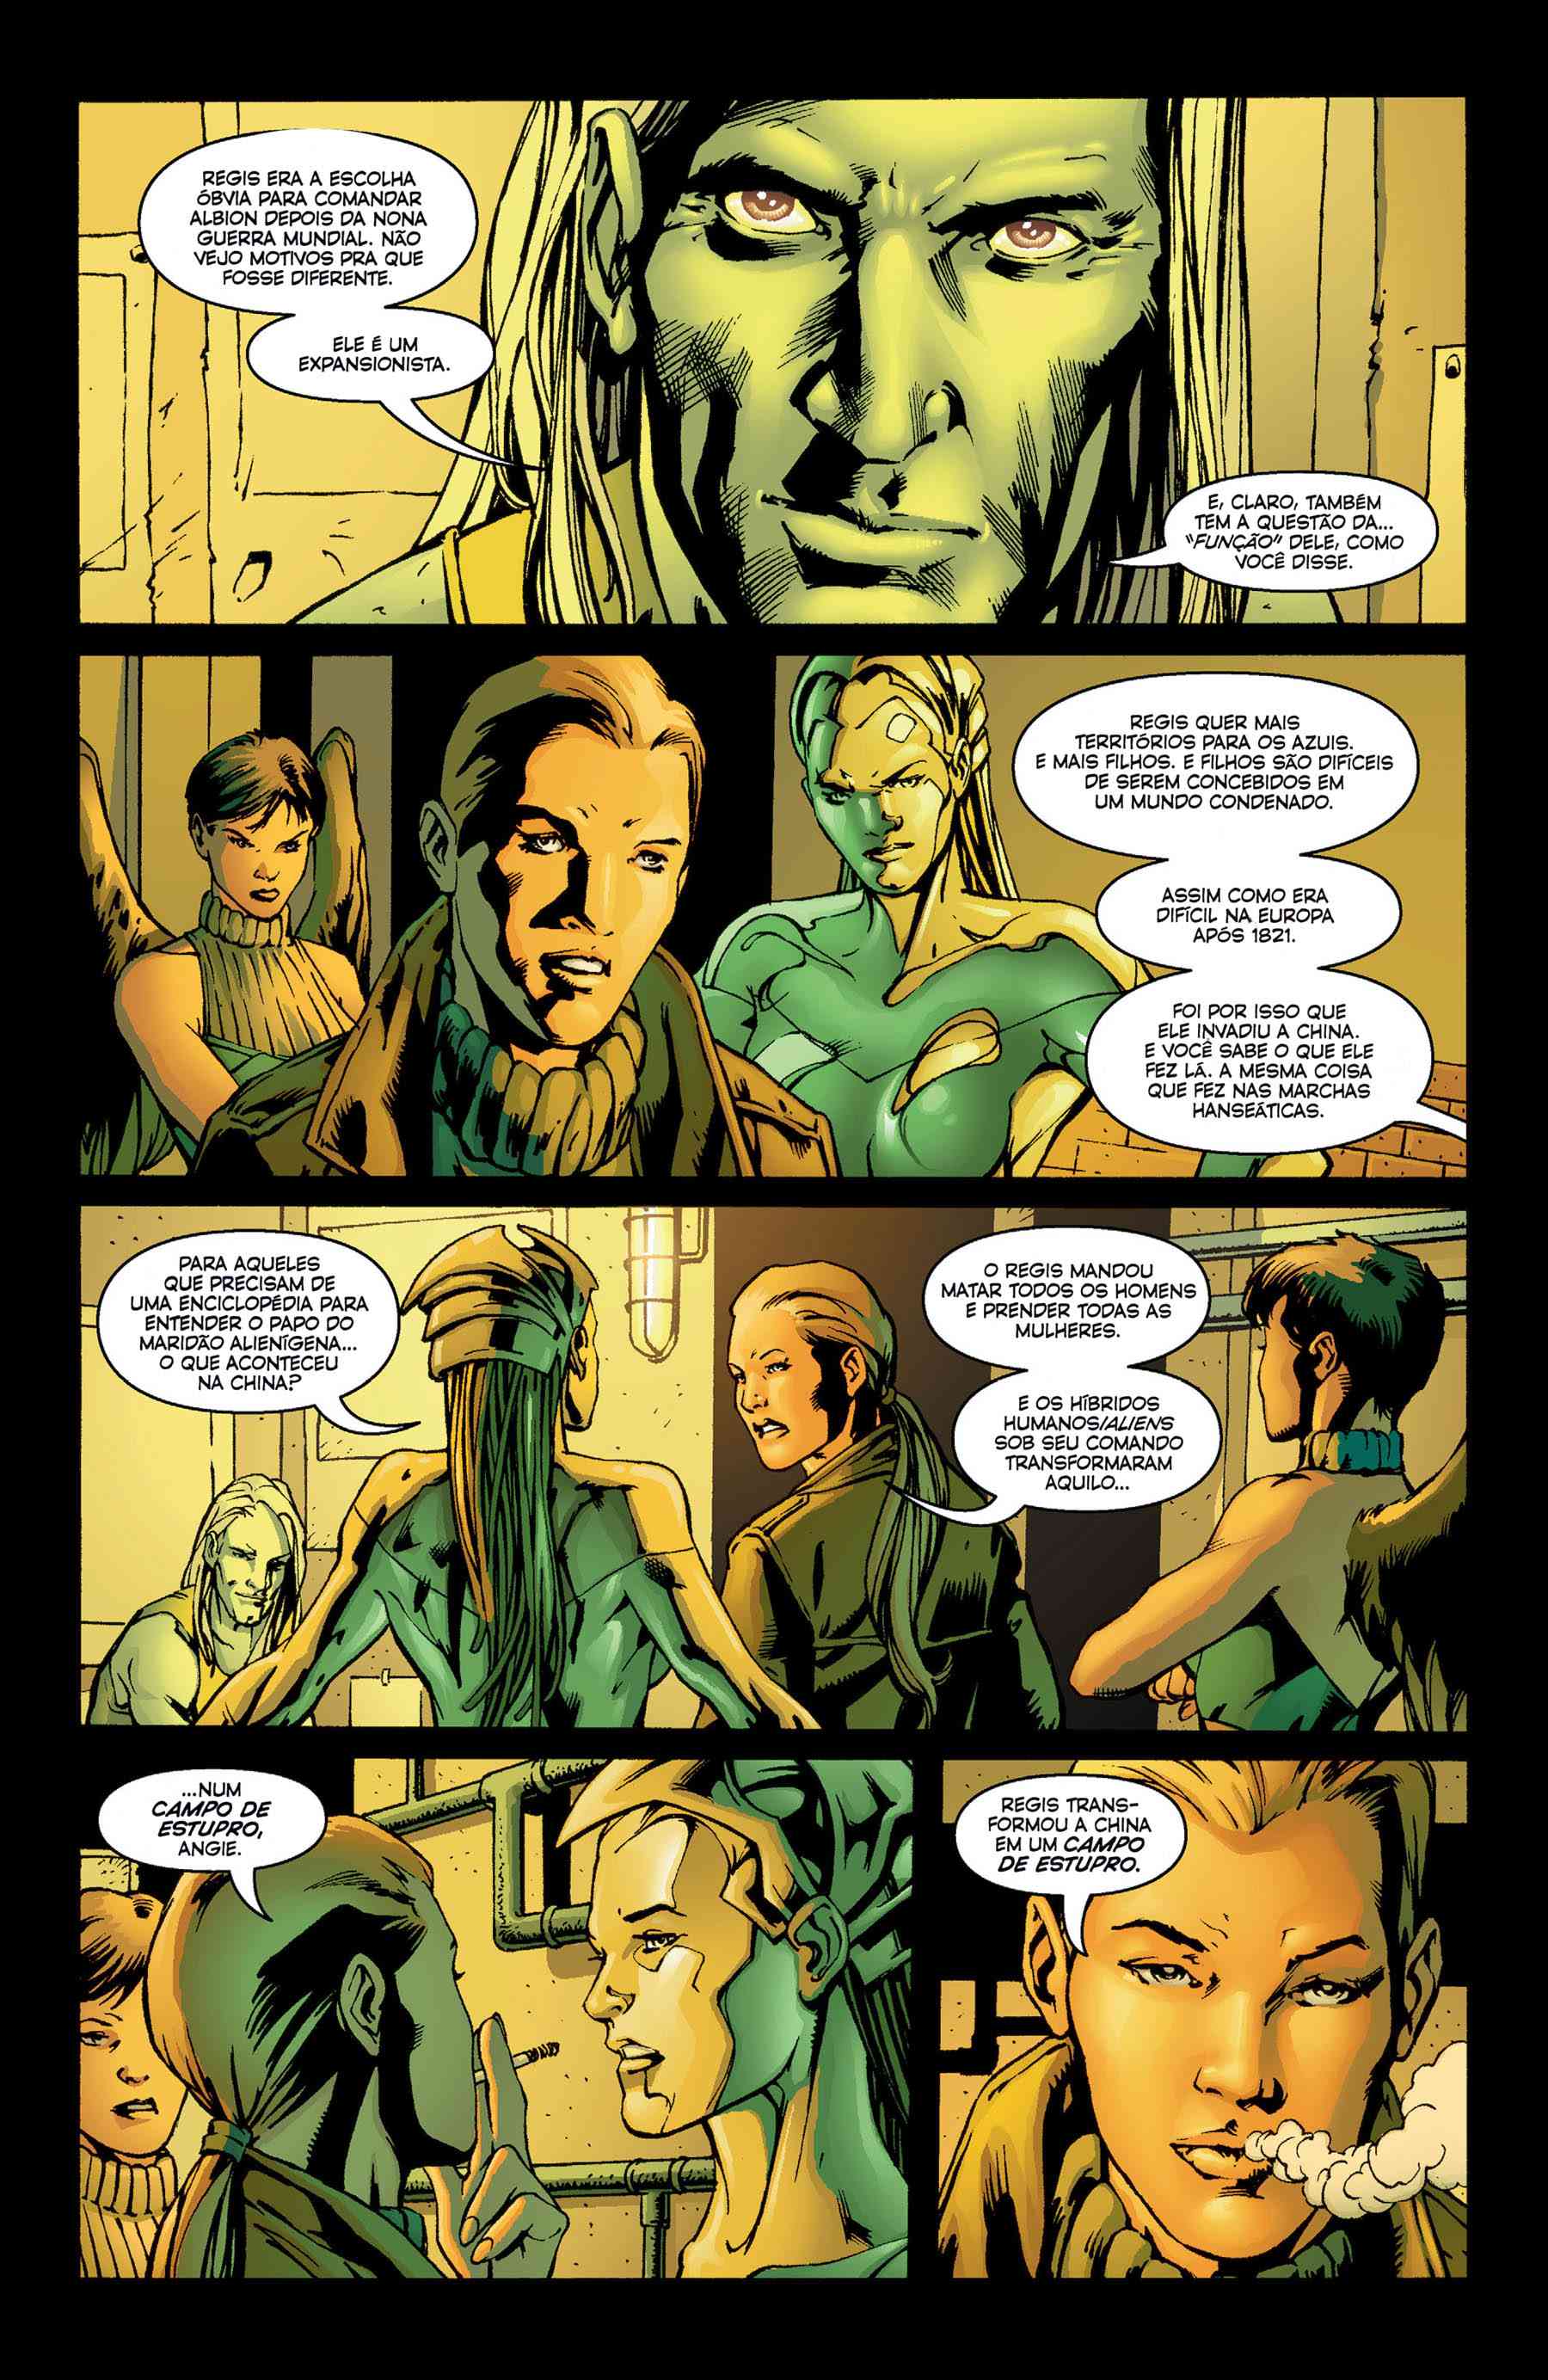 REGIS ERA A ESCOLHA
ÓBVIA PARA COMANDAR
ALBION DEPOIS DA NONA
GUERRA MUNDIAL. NÃO
VEJO MOTIVOS PRA QUE
FOSSE DIFERENTE.
ELE É UM
EXPANSIONISTA.
E, CLARO, TAMBÉM
TEM A QUESTÃO DA...
"FUNÇÃO" DELE, COMO
VOCÊ DISSE.
REGIS QUER MAIS
TERRITÓRIOS PARA OS AZUIS.
E MAIS FILHOS. E FILHOS SÃO DIFÍCEIS
DE SEREM CONCEBIDOS EM
UM MUNDO CONDENADO.
ASSIM COMO ERA
DIFÍCIL NA EUROPA
APÓS 1821.
FOI POR ISSO QUE
ELE INVADIU A CHINA.
E VOCÊ SABE O QUE ELE
FEZ LÁ. A MESMA COISA
QUE FEZ NAS MARCHAS
HANSEÁTICAS.
PARA AQUELES
QUE PRECISAM DE
UMA ENCICLOPÉDIA PARA
ENTENDER O PAPO DO
MARIDÃO ALIENÍGENA...
O QUE ACONTECEU
NA CHINA?
O REGIS MANDOU
MATAR TODOS OS HOMENS
E PRENDER TODAS AS
MULHERES.
E OS HÍBRIDOS
HUMANOS/ALIENS
SOB SEU COMANDO
TRANSFORMARAM
AQUILO...
...NUM
CAMPO DE
ESTUPRO,
ANGIE.
REGIS TRANS-
FORMOU A CHINA
EM UM CAMPO
DE ESTUPRO.